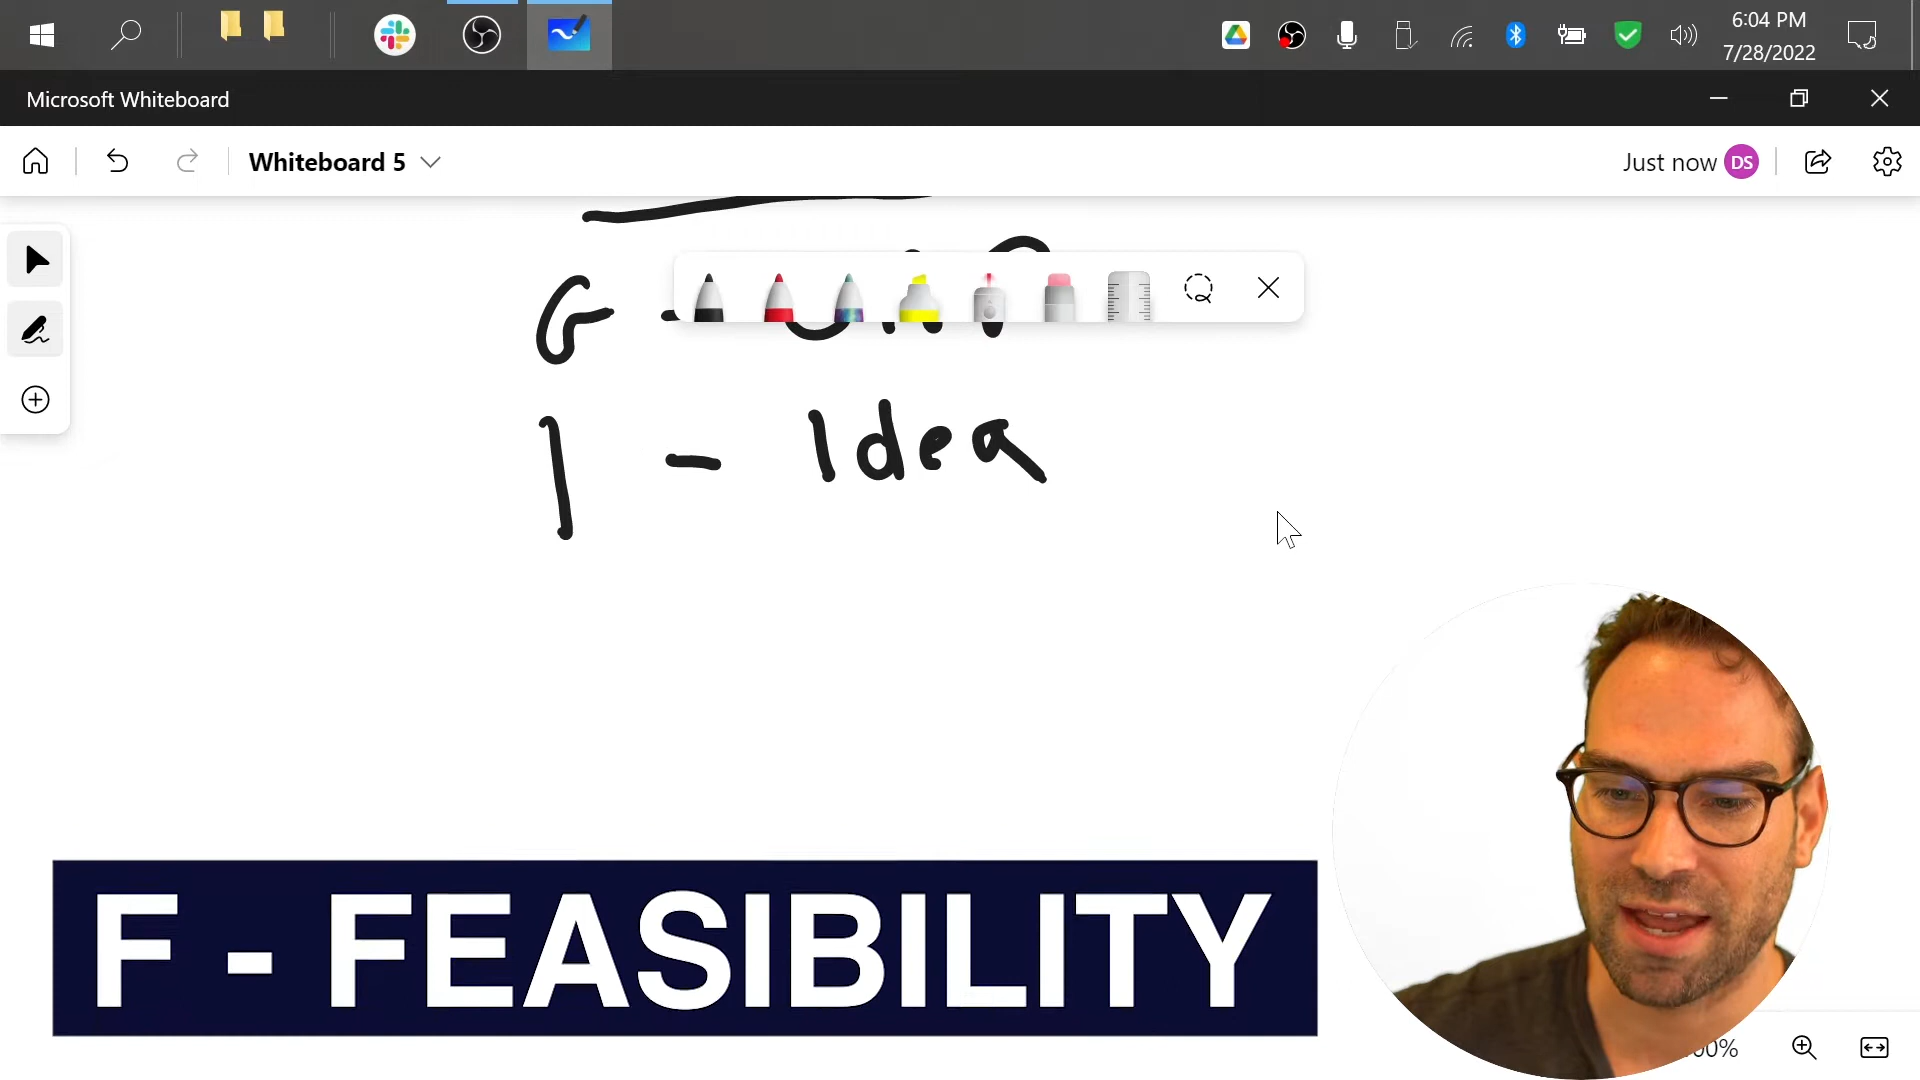 6:04 PM
7/28/2022
Microsoft Whiteboard
Whiteboard 5
Just now DS
G -
I - Idea
F - FEASIBILITY